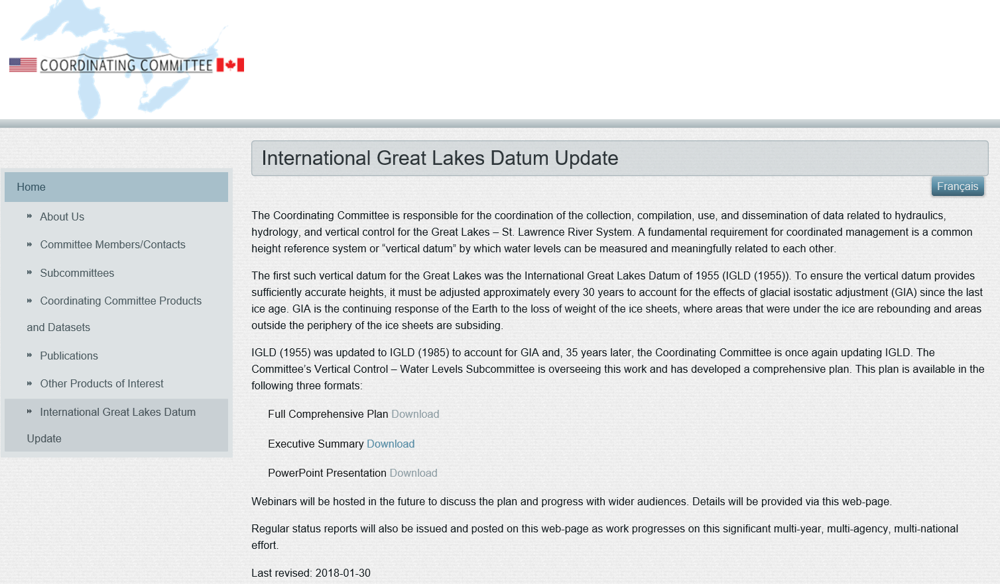 COORDINATING COMMITTEE
International Great Lakes Datum Update
Français
Home
About Us
Committee Members/Contacts
Subcommittees
Coordinating Committee Products
and Datasets
Publications
Other Products of Interest
International Great Lakes Datum
Update
The Coordinating Committee is responsible for the coordination of the collection, compilation, use, and dissemination of data related to hydraulics,
hydrology, and vertical control for the Great Lakes – St. Lawrence River System. A fundamental requirement for coordinated management is a common
height reference system or “vertical datum” by which water levels can be measured and meaningfully related to each other.
The first such vertical datum for the Great Lakes was the International Great Lakes Datum of 1955 (IGLD (1955)). To ensure the vertical datum provides
sufficiently accurate heights, it must be adjusted approximately every 30 years to account for the effects of glacial isostatic adjustment (GIA) since the last
ice age. GIA is the continuing response of the Earth to the loss of weight of the ice sheets, where areas that were under the ice are rebounding and areas
outside the periphery of the ice sheets are subsiding.
IGLD (1955) was updated to IGLD (1985) to account for GIA and, 35 years later, the Coordinating Committee is once again updating IGLD. The
Committee’s Vertical Control – Water Levels Subcommittee is overseeing this work and has developed a comprehensive plan. This plan is available in the
following three formats:
Full Comprehensive Plan Download
Executive Summary Download
PowerPoint Presentation Download
Webinars will be hosted in the future to discuss the plan and progress with wider audiences. Details will be provided via this web-page.
Regular status reports will also be issued and posted on this web-page as work progresses on this significant multi-year, multi-agency, multi-national
effort.
Last revised: 2018-01-30